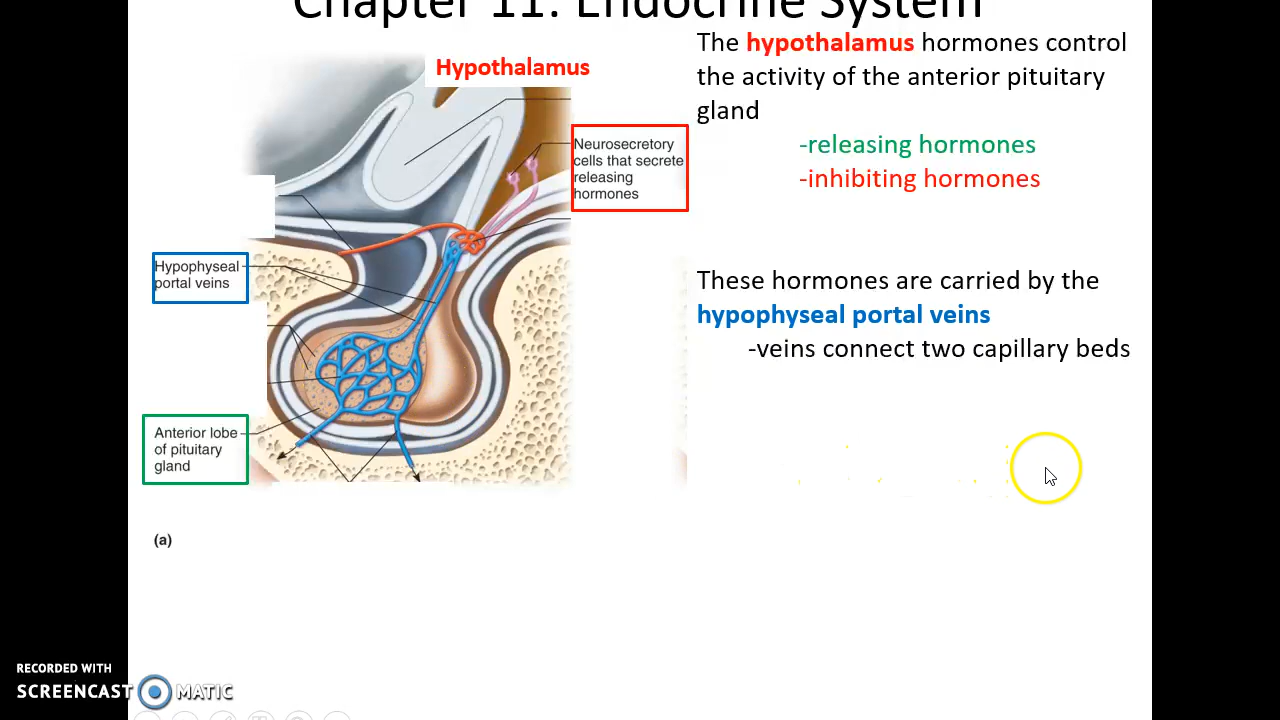 Chapter 11: Endocrine System
Hypothalamus
Neurosecretory
cells that secrete
releasing
hormones
Hypophyseal
portal veins
Anterior lobe
of pituitary
gland
(a)
The hypothalamus hormones control
the activity of the anterior pituitary
gland
-releasing hormones
-inhibiting hormones
These hormones are carried by the
hypophyseal portal veins
-veins connect two capillary beds
RECORDED WITH
SCREENCAST MATIC